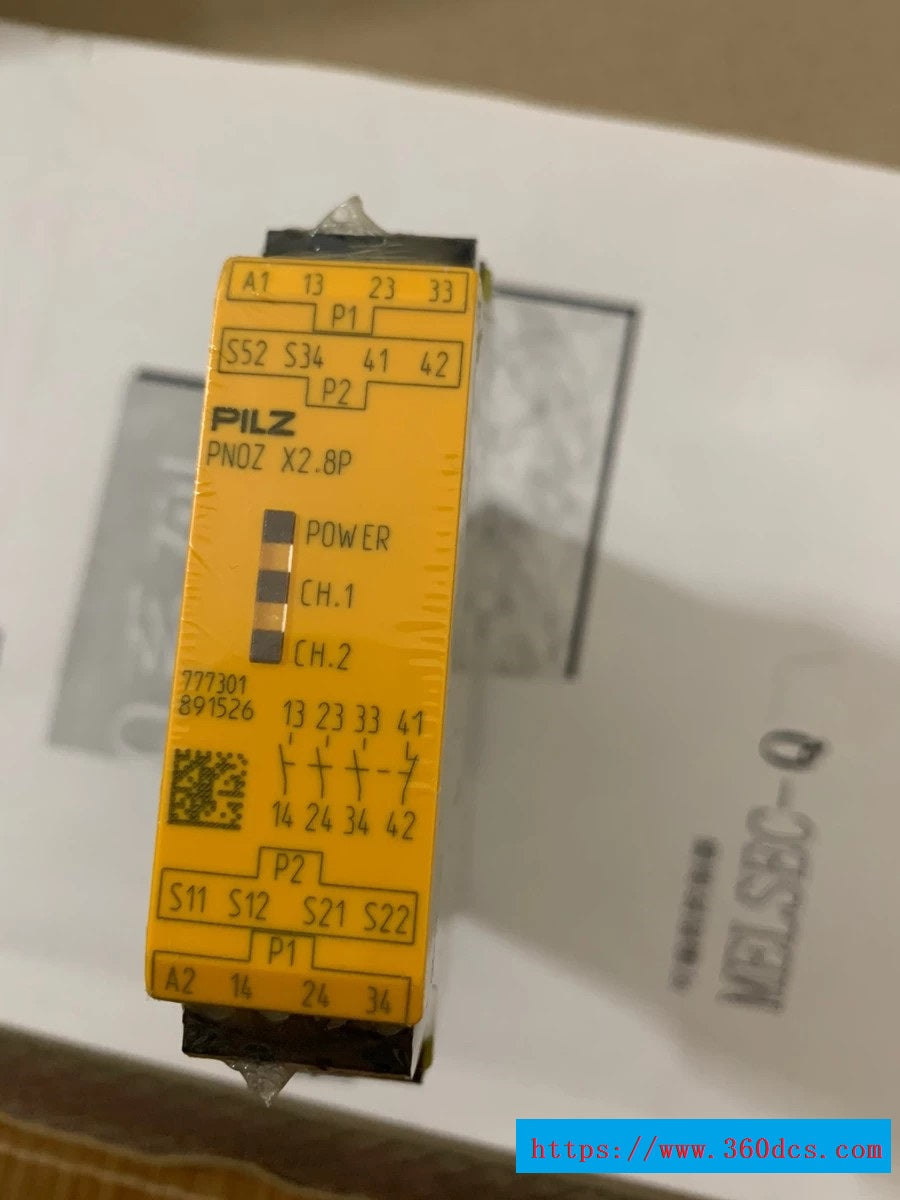 A1 13 23 33
P1
S52 S34 41 42
P2
PILZ
PNOZ X2.8P
POWER
CH.1
CH.2
777301
891526
13 23 33 41
14 24 34 42
P2
S11 S12 S21 S22
P1
A2 14 24 34
MELSEC-Q
https://www.360dcs.com